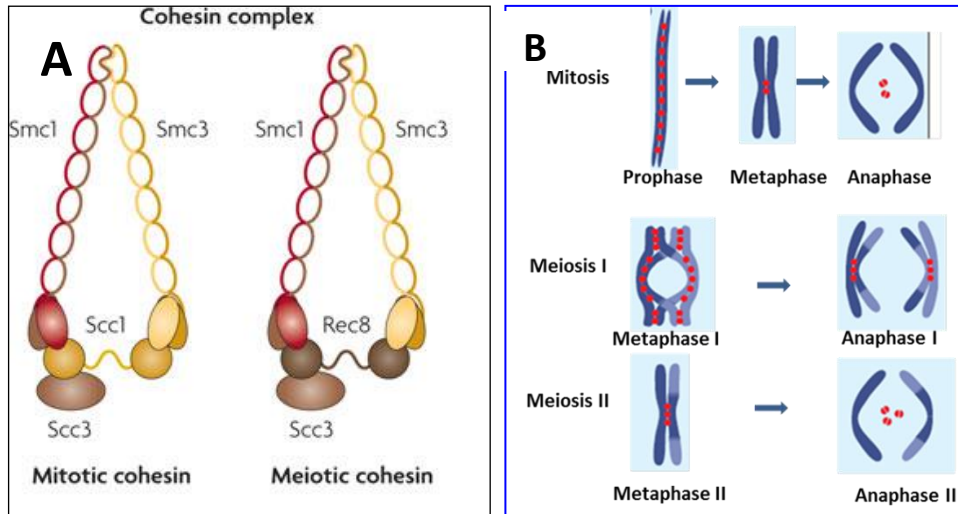 Cohesin complex
A
Smc1
Smc3
Smc1
Smc3
Scc1
Rec8
Scc3
Scc3
Mitotic cohesin
Meiotic cohesin
B
Mitosis
Prophase
Metaphase
Anaphase
Meiosis I
Metaphase I
Anaphase I
Meiosis II
Metaphase II
Anaphase II